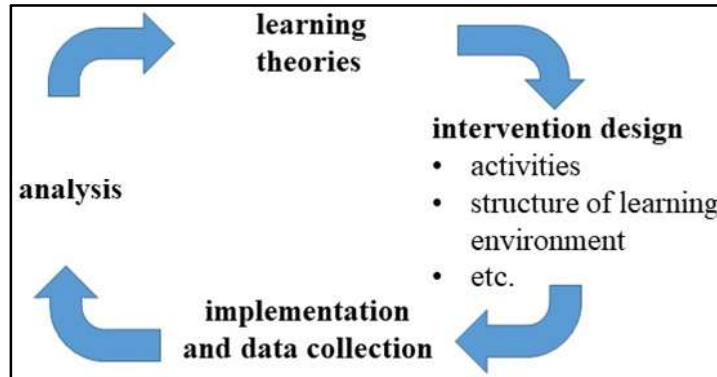 learning
theories
intervention design
• activities
• structure of learning
environment
• etc.
implementation
and data collection
analysis